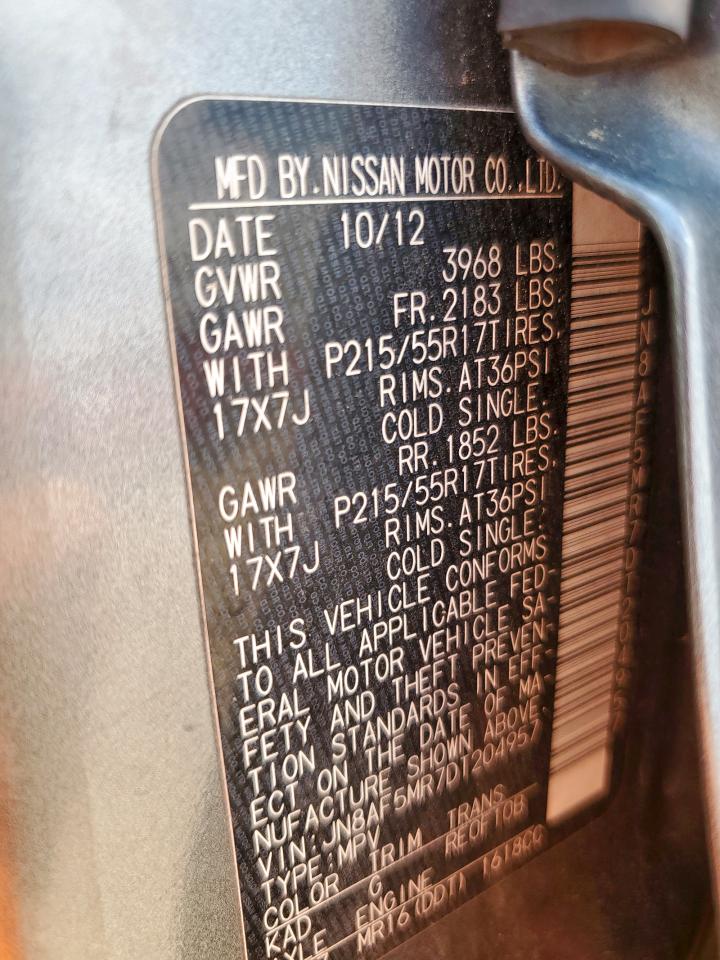 MFD BY.NISSAN MOTOR CO.,LTD.
DATE 10/12
GVWR 3968 LBS.
GAWR FR.2183 LBS.
WITH P215/55R17TIRES.
17X7J RIMS.AT36PSI
COLD SINGLE.
GAWR RR.1852 LBS.
WITH P215/55R17TIRES.
17X7J RIMS.AT36PSI
COLD SINGLE.
THIS VEHICLE CONFORMS
TO ALL APPLICABLE FED-
ERAL MOTOR VEHICLE SA-
FETY AND THEFT PREVEN-
TION STANDARDS IN EFF-
ECT ON THE DATE OF MA-
NUFACTURE SHOWN ABOVE.
VIN:JN8AF5MR7DT204957
TYPE:MPV
COLOR TRIM TRANS
KAD G RE0F10B
ENGINE
MR16(DDT) 1618CC